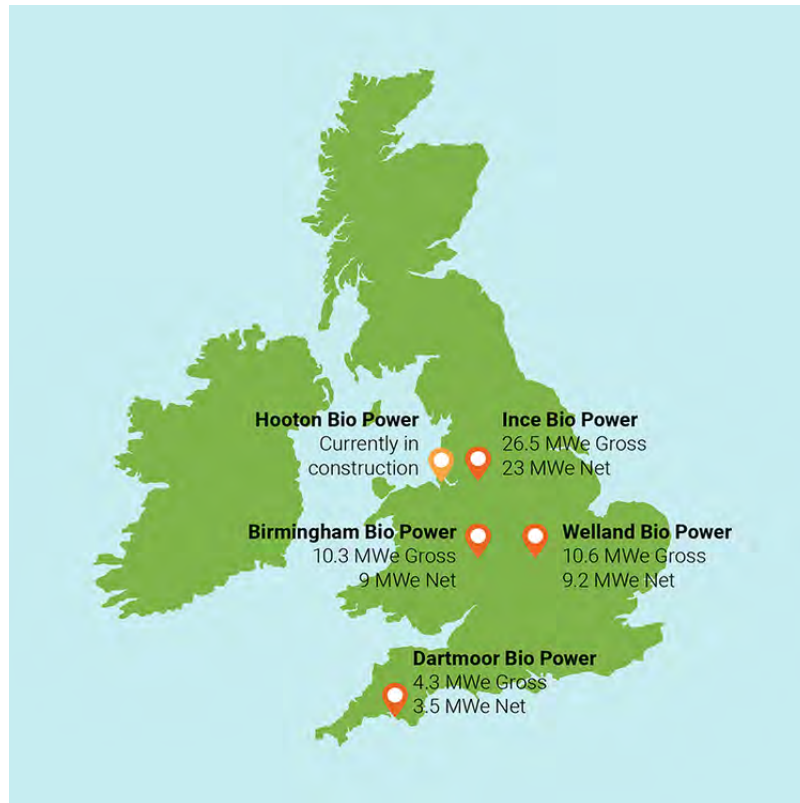 Hooton Bio Power
Currently in
construction
Ince Bio Power
26.5 MWe Gross
23 MWe Net
Birmingham Bio Power
10.3 MWe Gross
9 MWe Net
Welland Bio Power
10.6 MWe Gross
9.2 MWe Net
Dartmoor Bio Power
4.3 MWe Gross
3.5 MWe Net